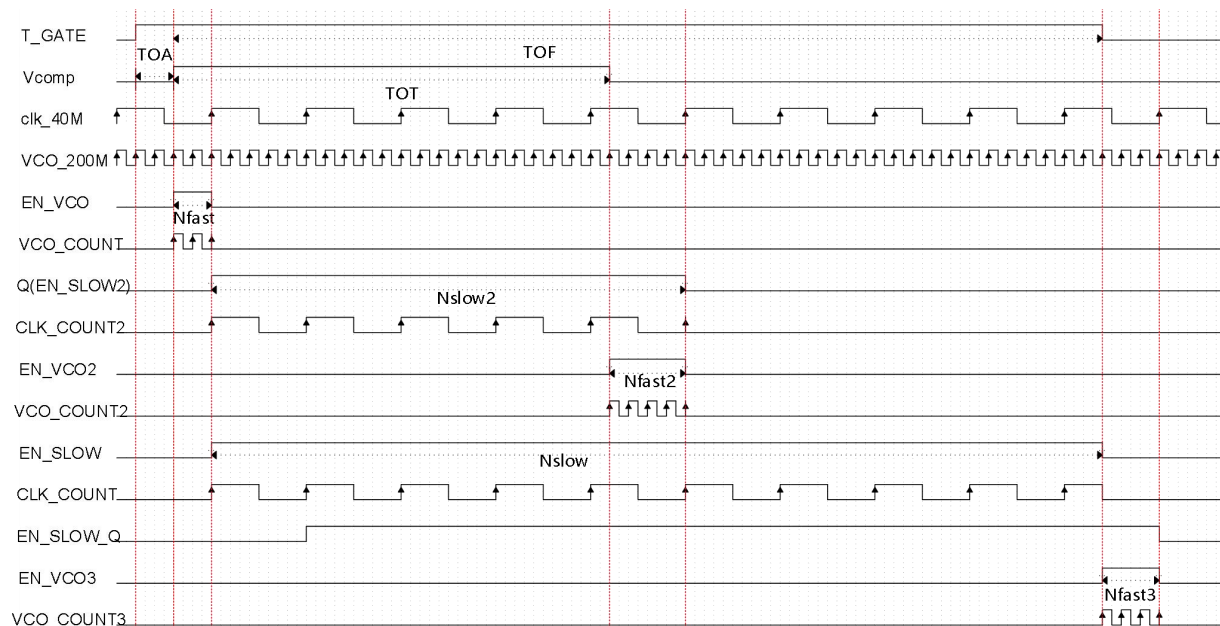 T_GATE
TOA
TOF
Vcomp
TOT
clk_40M
VCO_200M
EN_VCO
Nfast
VCO_COUNT
Q(EN_SLOW2)
Nslow2
CLK_COUNT2
EN_VCO2
Nfast2
VCO_COUNT2
EN_SLOW
Nslow
CLK_COUNT
EN_SLOW_Q
EN_VCO3
Nfast3
VCO_COUNT3